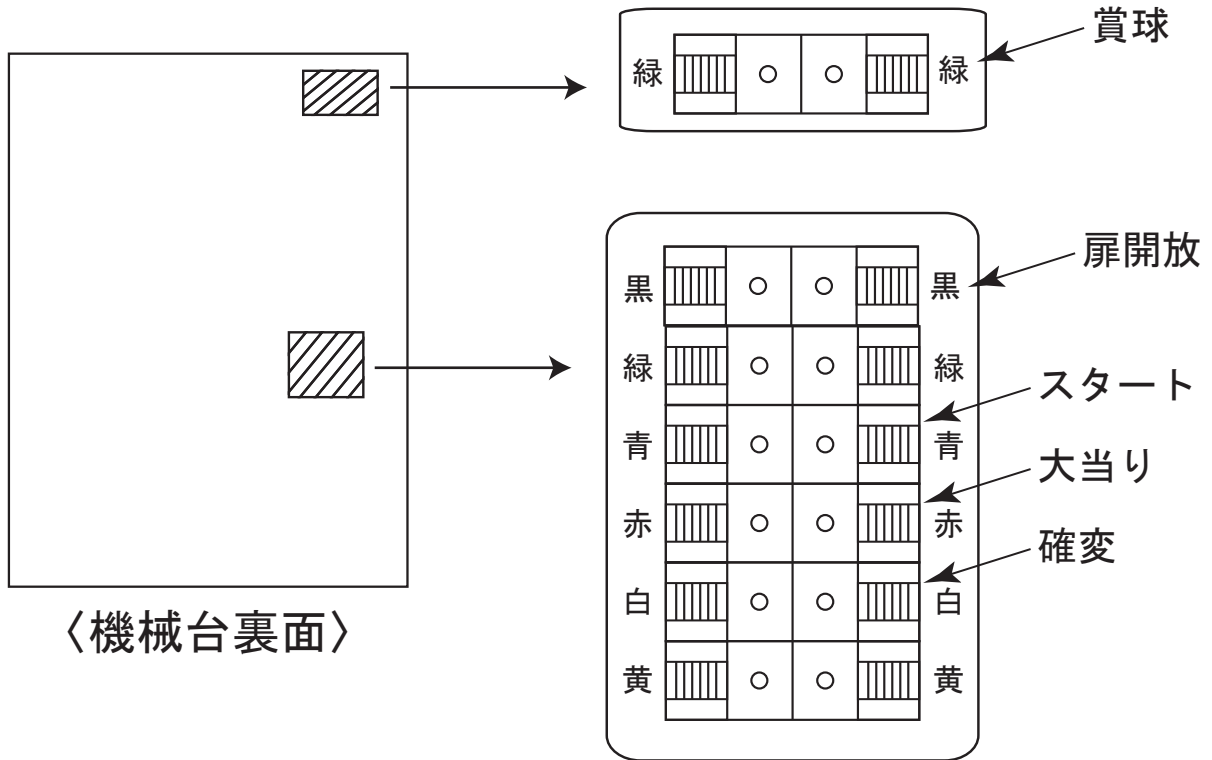 緑 緑 賞球
黒 黒 扉開放
緑 緑
スタート
青 青
大当り
赤 赤
確変
白 白
黄 黄
〈機械台裏面〉